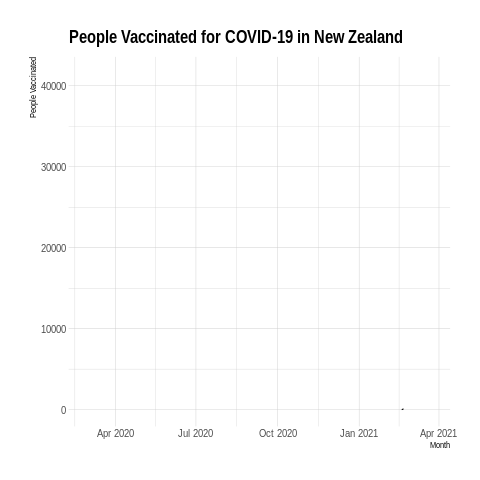 People Vaccinated for COVID-19 in New Zealand
People Vaccinated
40000
30000
20000
10000
0
Apr 2020 Jul 2020 Oct 2020 Jan 2021 Apr 2021
Month